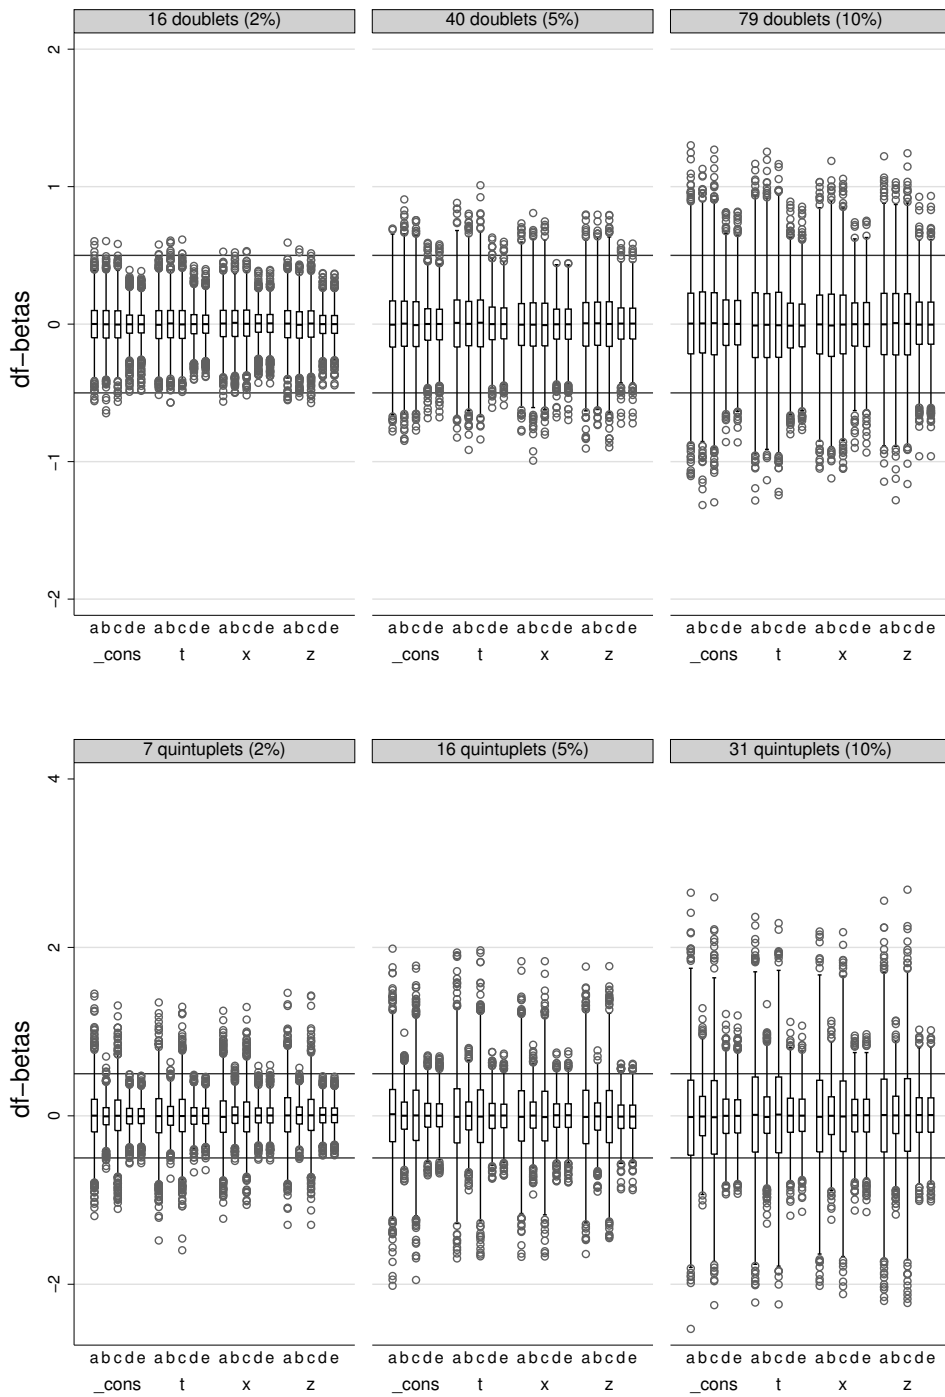 16 doublets (2%) 40 doublets (5%) 79 doublets (10%)
2
1
0
−1
−2
df−betas
a b c d e a b c d e a b c d e a b c d e a b c d e a b c d e a b c d e a b c d e a b c d e a b c d e a b c d e a b c d e
_cons t x z _cons t x z _cons t x z
7 quintuplets (2%) 16 quintuplets (5%) 31 quintuplets (10%)
4
2
0
−2
df−betas
a b c d e a b c d e a b c d e a b c d e a b c d e a b c d e a b c d e a b c d e a b c d e a b c d e a b c d e a b c d e
_cons t x z _cons t x z _cons t x z